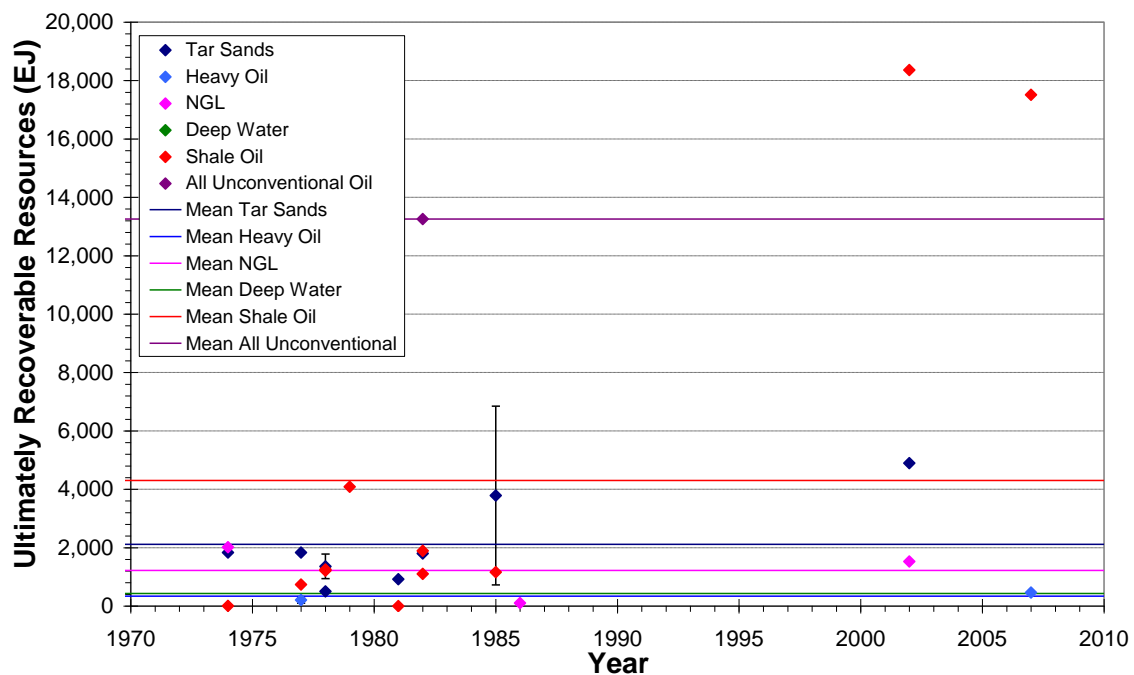 Ultimately Recoverable Resources (EJ)
20,000
18,000
16,000
14,000
12,000
10,000
8,000
6,000
4,000
2,000
0
Tar Sands
Heavy Oil
NGL
Deep Water
Shale Oil
All Unconventional Oil
Mean Tar Sands
Mean Heavy Oil
Mean NGL
Mean Deep Water
Mean Shale Oil
Mean All Unconventional
1970 1975 1980 1985 1990 1995 2000 2005 2010
Year